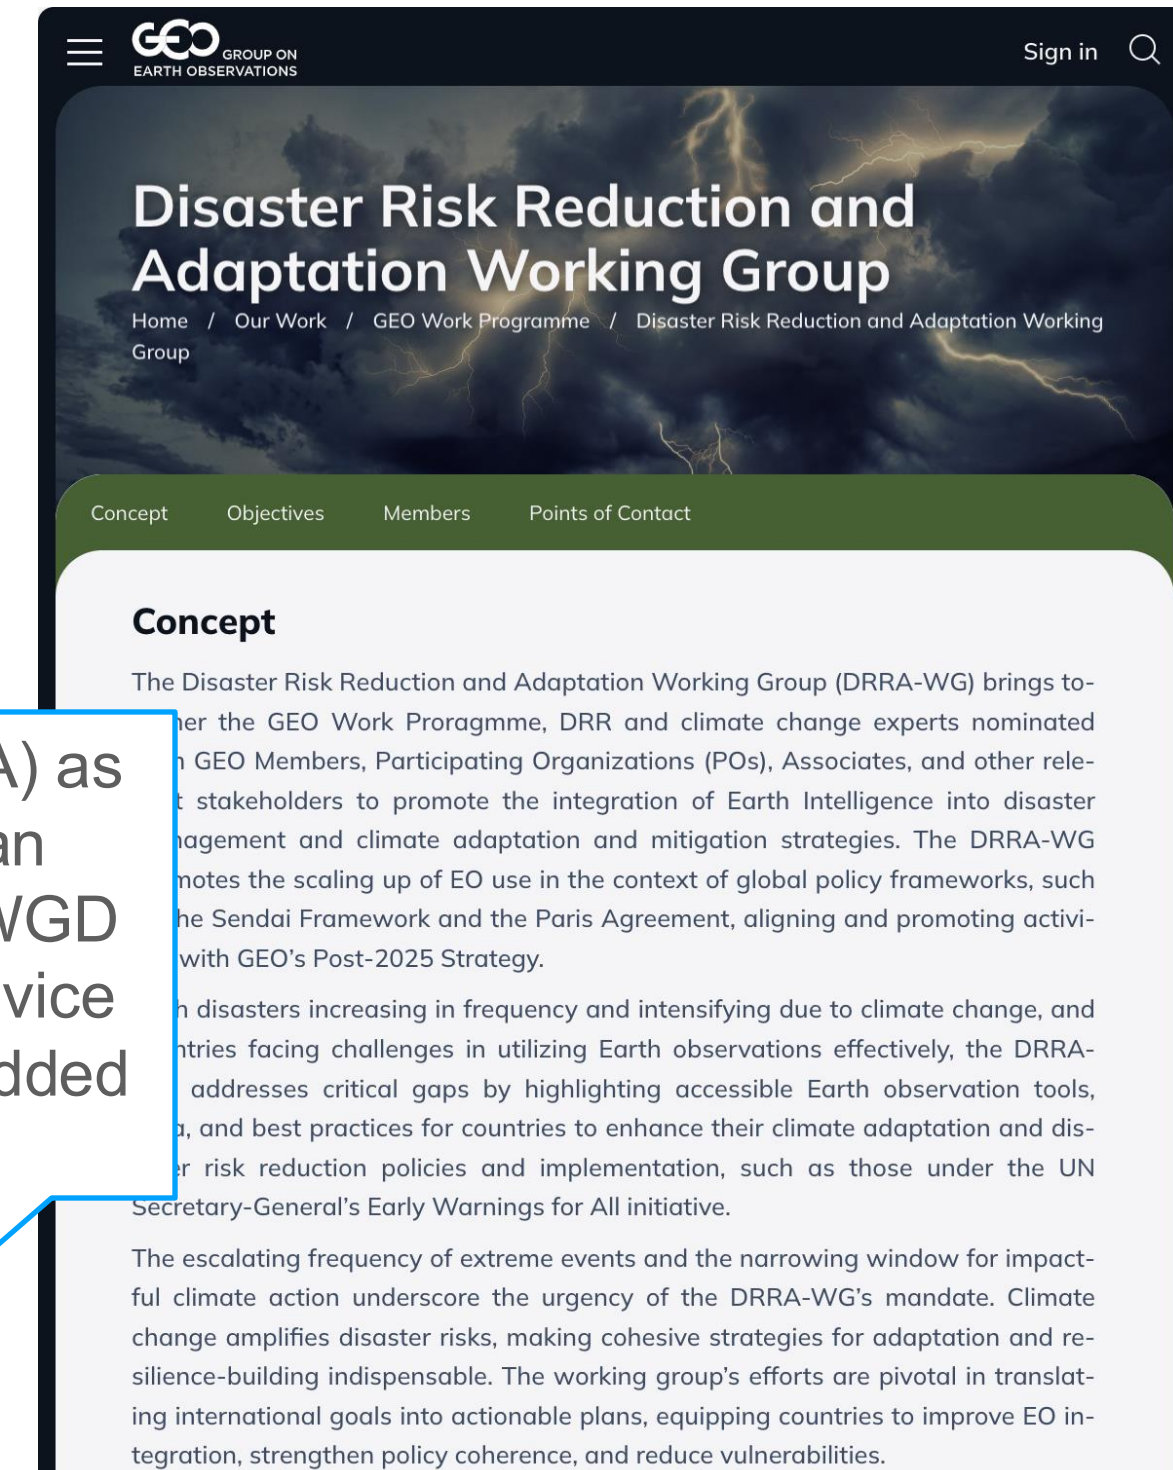 GEO GROUP ON
EARTH OBSERVATIONS
Sign in
Disaster Risk Reduction and
Adaptation Working Group
Home / Our Work / GEO Work Programme / Disaster Risk Reduction and Adaptation Working
Group
Concept Objectives Members Points of Contact
Concept
The Disaster Risk Reduction and Adaptation Working Group (DRRA-WG) brings to-
her the GEO Work Proragmme, DRR and climate change experts nominated
GEO Members, Participating Organizations (POs), Associates, and other rele-
t stakeholders to promote the integration of Earth Intelligence into disaster
nagement and climate adaptation and mitigation strategies. The DRRA-WG
motes the scaling up of EO use in the context of global policy frameworks, such
he Sendai Framework and the Paris Agreement, aligning and promoting activi-
with GEO's Post-2025 Strategy.
h disasters increasing in frequency and intensifying due to climate change, and
ntries facing challenges in utilizing Earth observations effectively, the DRRA-
addresses critical gaps by highlighting accessible Earth observation tools,
a, and best practices for countries to enhance their climate adaptation and dis-
er risk reduction policies and implementation, such as those under the UN
Secretary-General's Early Warnings for All initiative.
The escalating frequency of extreme events and the narrowing window for impact-
ful climate action underscore the urgency of the DRRA-WG's mandate. Climate
change amplifies disaster risks, making cohesive strategies for adaptation and re-
silience-building indispensable. The working group's efforts are pivotal in translat-
ing international goals into actionable plans, equipping countries to improve EO in-
tegration, strengthen policy coherence, and reduce vulnerabilities.
A) as
an
WGD
vice
dded